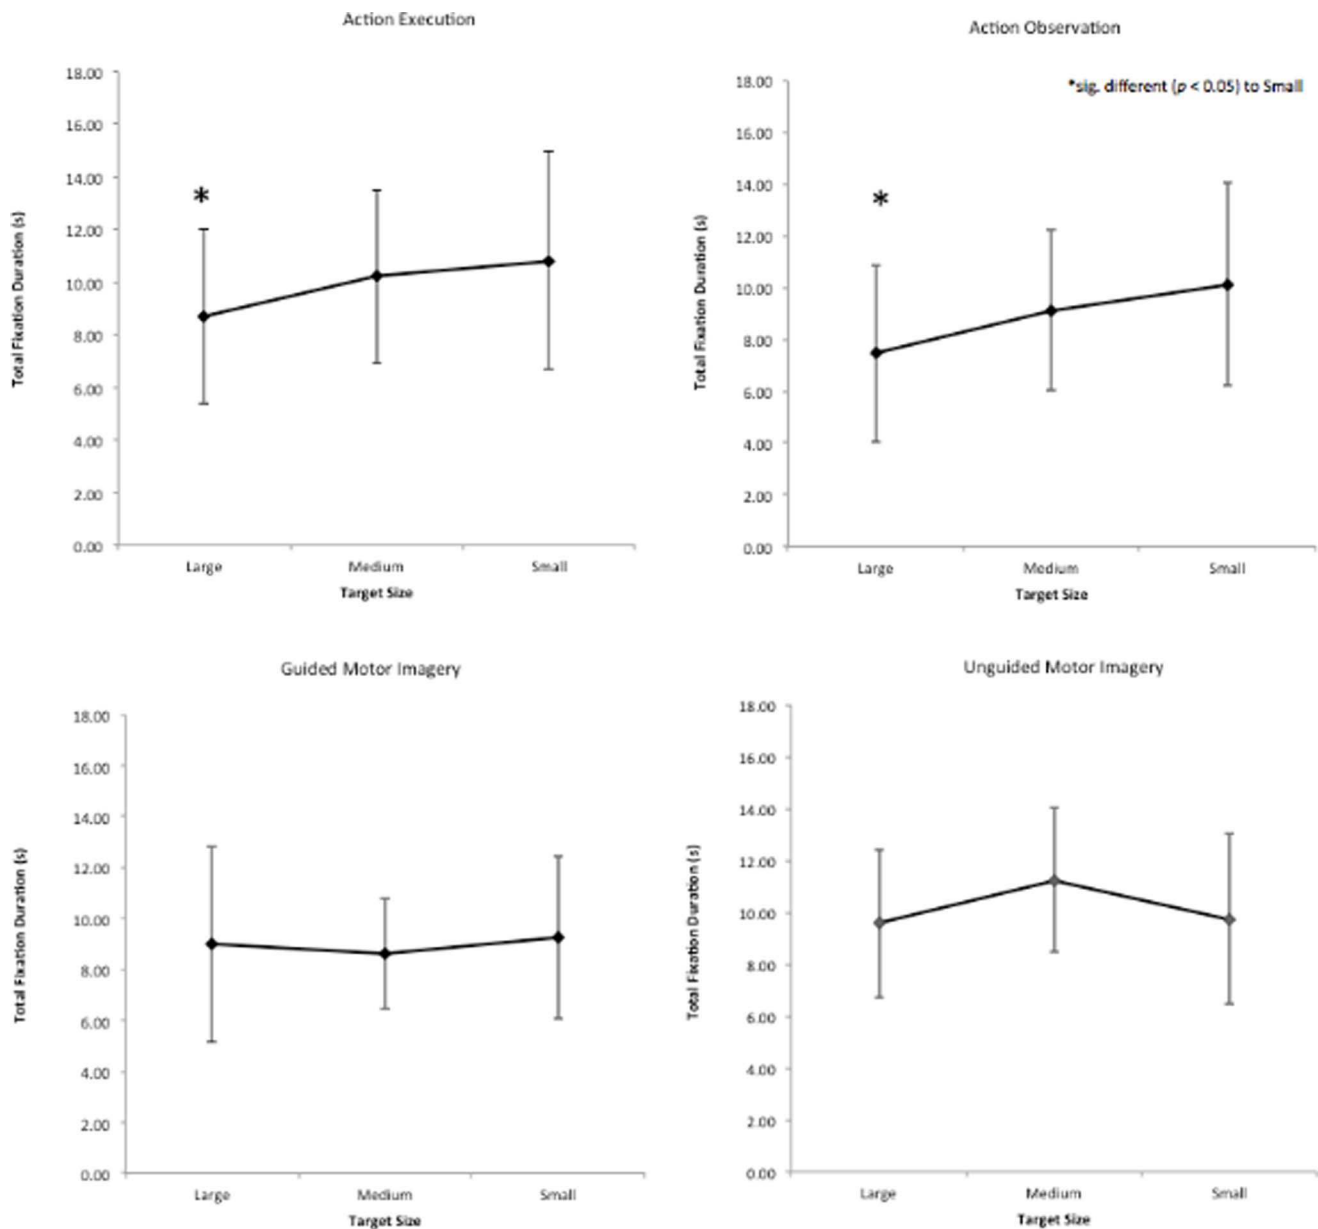 Action Execution
18.00
16.00
14.00
12.00
10.00
8.00
6.00
4.00
2.00
0.00
*
Total Fixation Duration (s)
Large Medium Small
Target Size
Action Observation
*sig. different (p < 0.05) to Small
18.00
16.00
14.00
12.00
10.00
8.00
6.00
4.00
2.00
0.00
*
Total Fixation Duration (s)
Large Medium Small
Target Size
Guided Motor Imagery
18.00
16.00
14.00
12.00
10.00
8.00
6.00
4.00
2.00
0.00
Total Fixation Duration (s)
Large Medium Small
Target Size
Unguided Motor Imagery
18.00
16.00
14.00
12.00
10.00
8.00
6.00
4.00
2.00
0.00
Total Fixation Duration (s)
Large Medium Small
Target Size